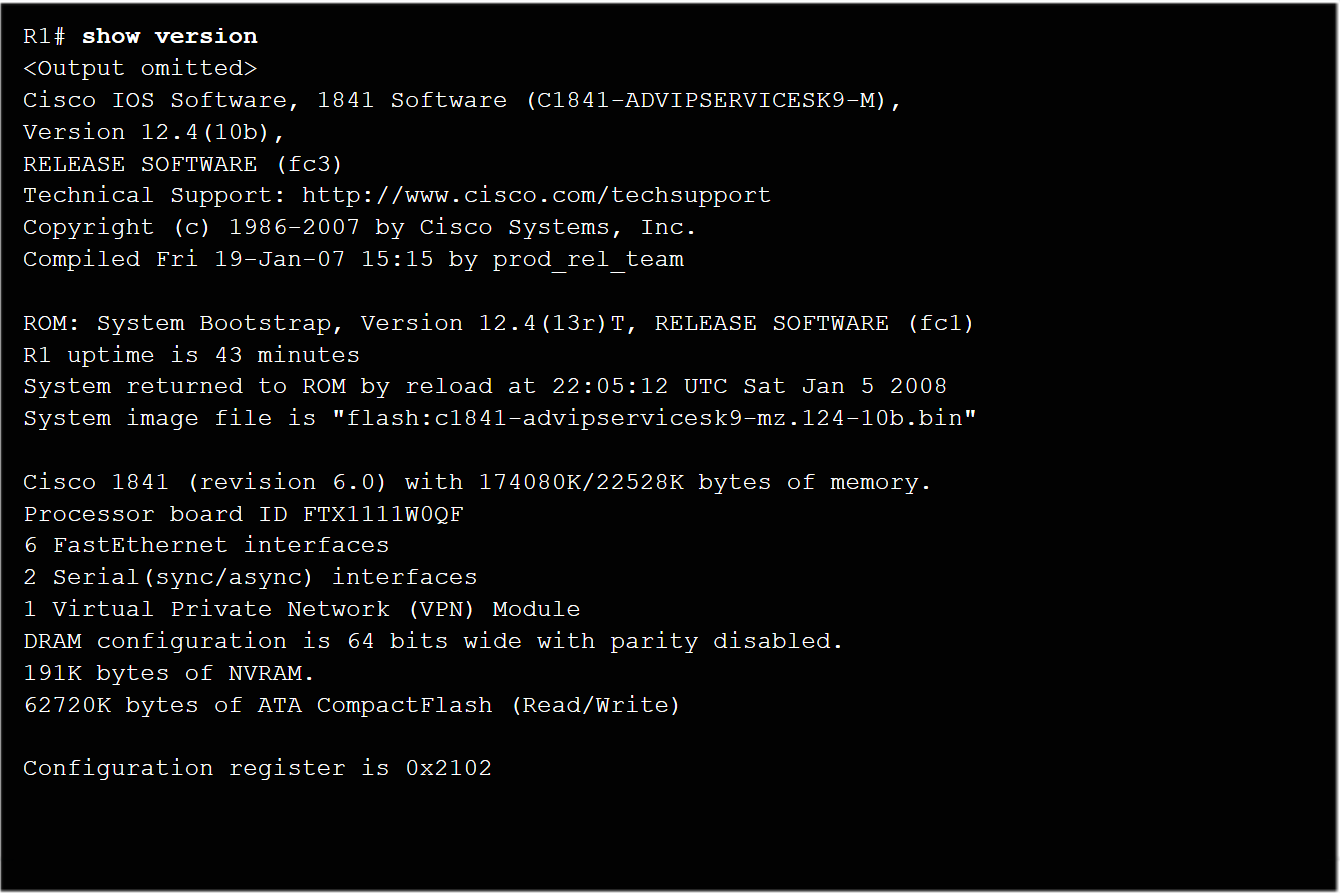 R1# show version
<Output omitted>
Cisco IOS Software, 1841 Software (C1841-ADVIPSERVICESK9-M),
Version 12.4(10b),
RELEASE SOFTWARE (fc3)
Technical Support: http://www.cisco.com/techsupport
Copyright (c) 1986-2007 by Cisco Systems, Inc.
Compiled Fri 19-Jan-07 15:15 by prod_rel_team
ROM: System Bootstrap, Version 12.4(13r)T, RELEASE SOFTWARE (fc1)
R1 uptime is 43 minutes
System returned to ROM by reload at 22:05:12 UTC Sat Jan 5 2008
System image file is "flash:c1841-advipservicesk9-mz.124-10b.bin"
Cisco 1841 (revision 6.0) with 174080K/22528K bytes of memory.
Processor board ID FTX1111W0QF
6 FastEthernet interfaces
2 Serial(sync/async) interfaces
1 Virtual Private Network (VPN) Module
DRAM configuration is 64 bits wide with parity disabled.
191K bytes of NVRAM.
62720K bytes of ATA CompactFlash (Read/Write)
Configuration register is 0x2102